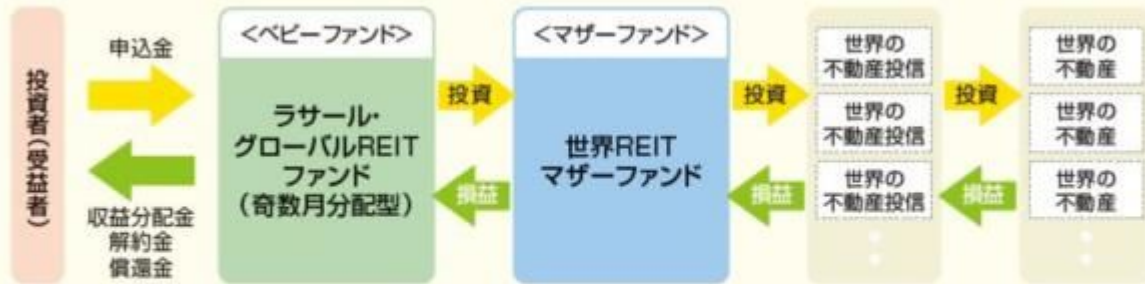 投資者(受益者)
申込金
収益分配金
解約金
償還金
<ベビーファンド>
ラサール・
グローバルREIT
ファンド
(奇数月分配型)
投資
損益
<マザーファンド>
世界REIT
マザーファンド
投資
損益
世界の
不動産投信
世界の
不動産投信
世界の
不動産投信
投資
損益
世界の
不動産
世界の
不動産
世界の
不動産